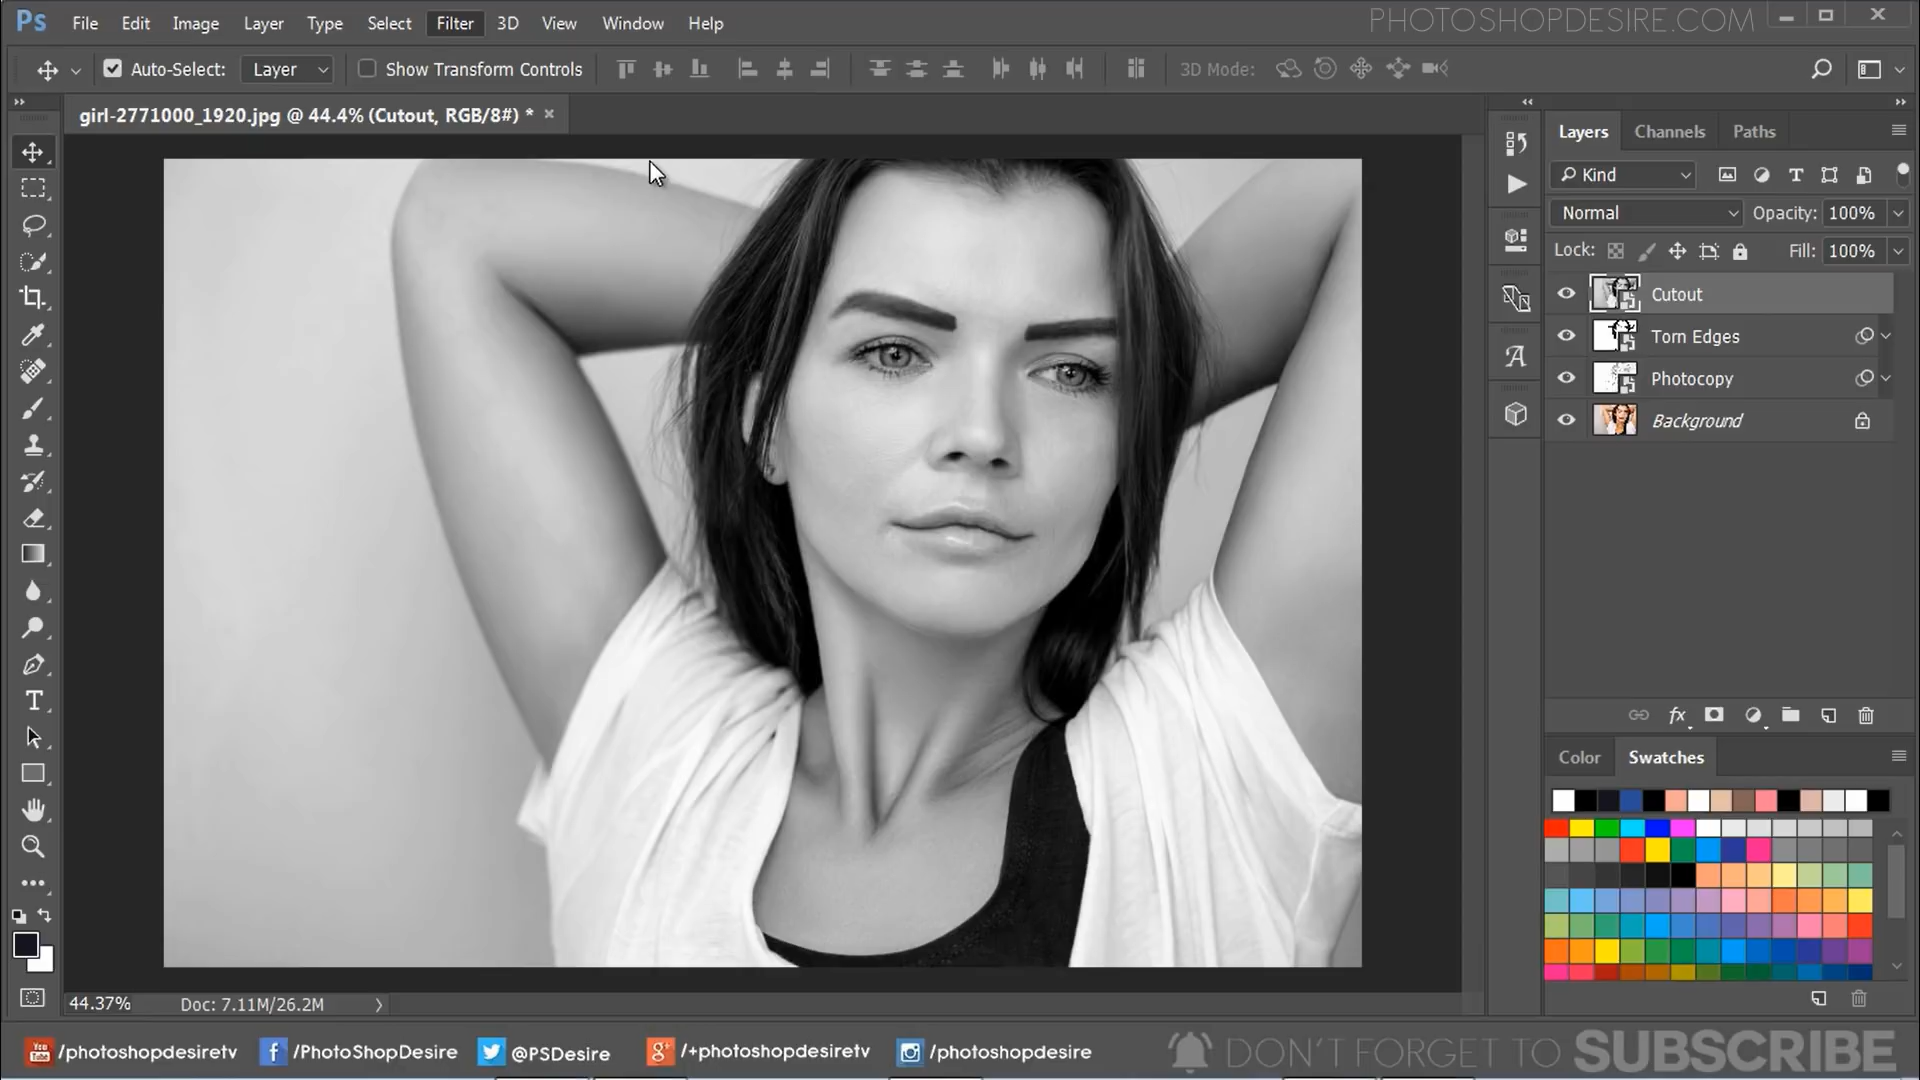 Ps File Edit Image Layer Type Select Filter 3D View Window Help
PHOTOSHOPDESIRE.COM
Auto-Select: Layer Show Transform Controls 3D Mode:
girl-2771000_1920.jpg @ 44.4% (Cutout, RGB/8#) *
Layers Channels Paths
Kind
Normal Opacity: 100%
Lock: Fill: 100%
Cutout
Torn Edges
Photocopy
Background
fx
Color Swatches
44.37% Doc: 7.11M/26.2M
You Tube /photoshopdesiretv /PhotoShopDesire @PSDesire /+photoshopdesiretv /photoshopdesire
DON'T FORGET TO SUBSCRIBE